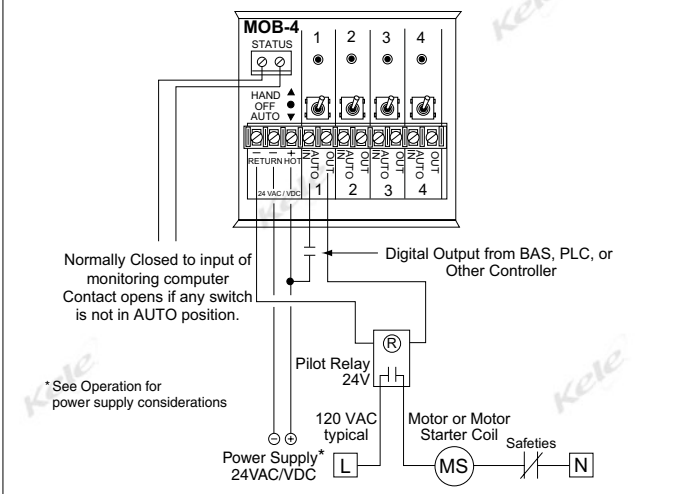 Kele
MOB-4
STATUS
1 2 3 4
HAND
OFF
AUTO
− − +
RETURN HOT
IN AUTO OUT IN AUTO OUT IN AUTO OUT IN AUTO OUT
24 VAC / VDC
1 2 3 4
Kele
Normally Closed to input of
monitoring computer
Contact opens if any switch
is not in AUTO position.
Digital Output from BAS, PLC, or
Other Controller
R
Pilot Relay
24V
Kele
Kele
* See Operation for
power supply considerations
120 VAC
typical
Motor or Motor
Starter Coil
Safeties
− +
Power Supply*
24VAC/VDC
L
MS
N